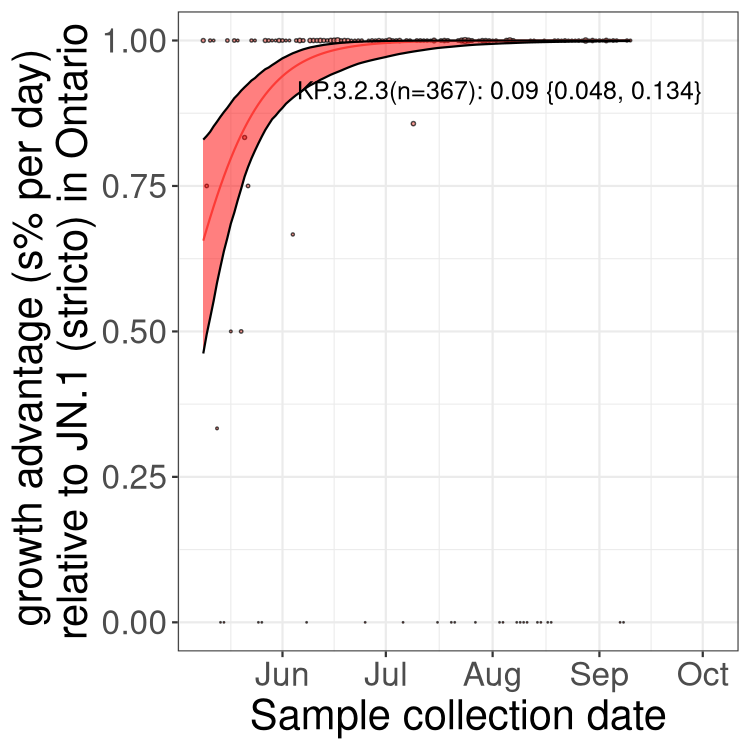 growth advantage (s% per day)
relative to JN.1 (stricto) in Ontario
1.00
0.75
0.50
0.25
0.00
KP.3.2.3(n=367): 0.09 {0.048, 0.134}
Jun Jul Aug Sep Oct
Sample collection date